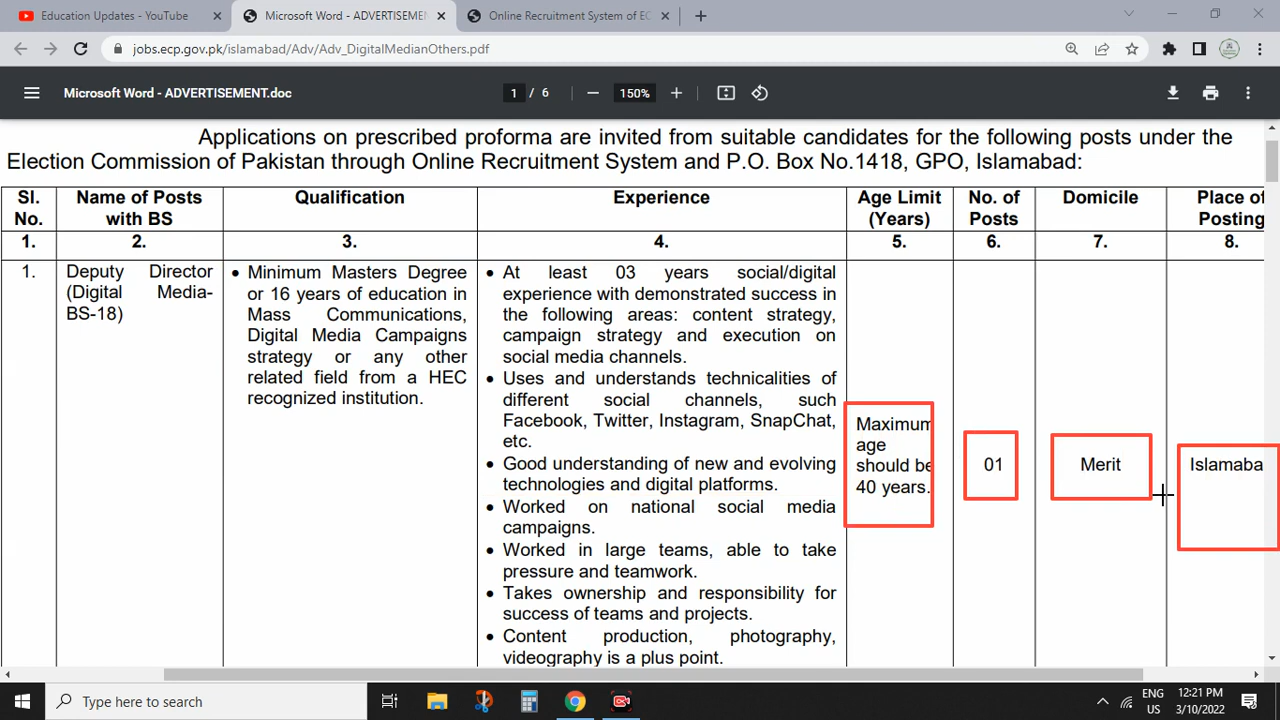 Education Updates - YouTube
Microsoft Word - ADVERTISEMEN
Online Recruitment System of EC
jobs.ecp.gov.pk/islamabad/Adv/Adv_DigitalMedianOthers.pdf
Microsoft Word - ADVERTISEMENT.doc
1 / 6
150%
Applications on prescribed proforma are invited from suitable candidates for the following posts under the
Election Commission of Pakistan through Online Recruitment System and P.O. Box No.1418, GPO, Islamabad:
Sl.
No.
Name of Posts
with BS
Qualification
Experience
Age Limit
(Years)
No. of
Posts
Domicile
Place of
Posting
1.
2.
3.
4.
5.
6.
7.
8.
1.
Deputy Director
(Digital Media-
BS-18)
• Minimum Masters Degree
or 16 years of education in
Mass Communications,
Digital Media Campaigns
strategy or any other
related field from a HEC
recognized institution.
• At least 03 years social/digital
experience with demonstrated success in
the following areas: content strategy,
campaign strategy and execution on
social media channels.
• Uses and understands technicalities of
different social channels, such
Facebook, Twitter, Instagram, SnapChat,
etc.
• Good understanding of new and evolving
technologies and digital platforms.
• Worked on national social media
campaigns.
• Worked in large teams, able to take
pressure and teamwork.
• Takes ownership and responsibility for
success of teams and projects.
• Content production, photography,
videography is a plus point.
Maximum
age
should be
40 years.
01
Merit
Islamaba
Type here to search
ENG
US
12:21 PM
3/10/2022